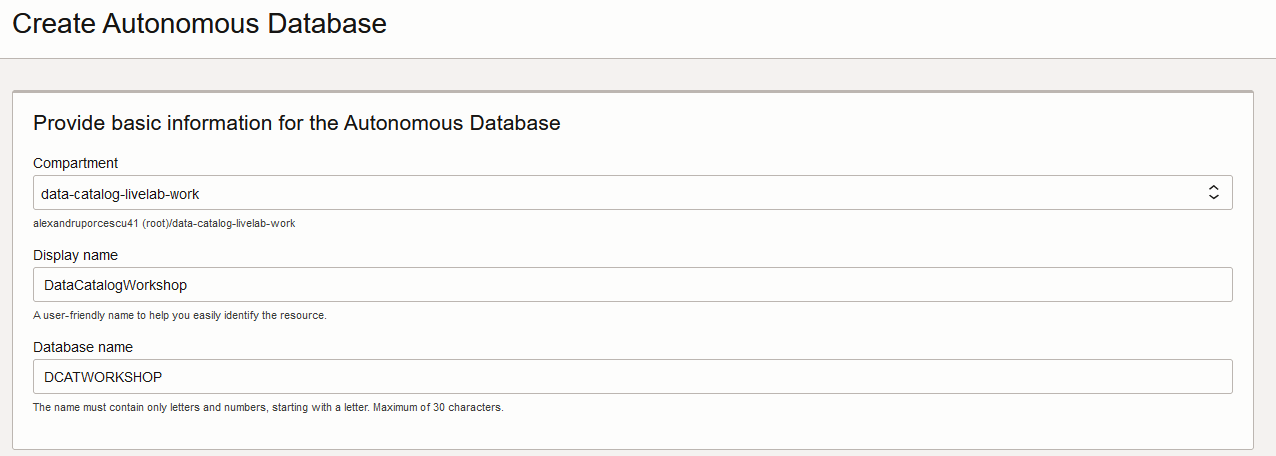 Create Autonomous Database
Provide basic information for the Autonomous Database
Compartment
data-catalog-livelab-work
alexandruporcescu41 (root)/data-catalog-livelab-work
Display name
DataCatalogWorkshop
A user-friendly name to help you easily identify the resource.
Database name
DCATWORKSHOP
The name must contain only letters and numbers, starting with a letter. Maximum of 30 characters.